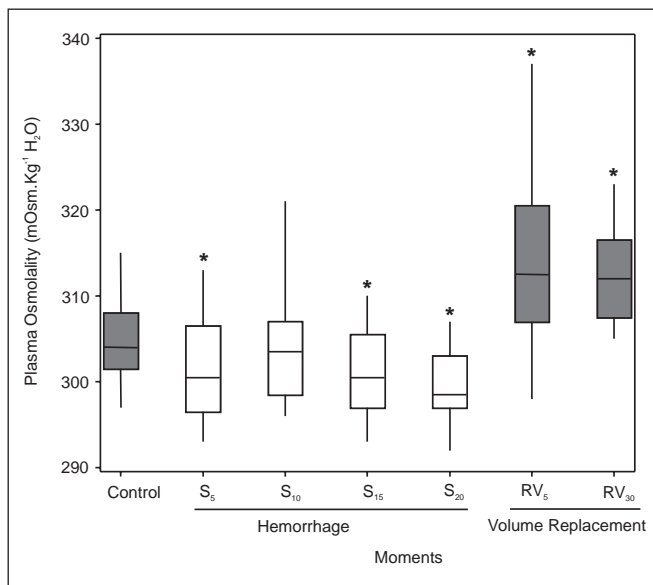 Plasma Osmolality (mOsm.Kg⁻¹ H₂O)
340
330
320
310
300
290
*
*
*
*
*
Control
S₅
S₁₀
S₁₅
S₂₀
RV₅
RV₃₀
Hemorrhage
Volume Replacement
Moments